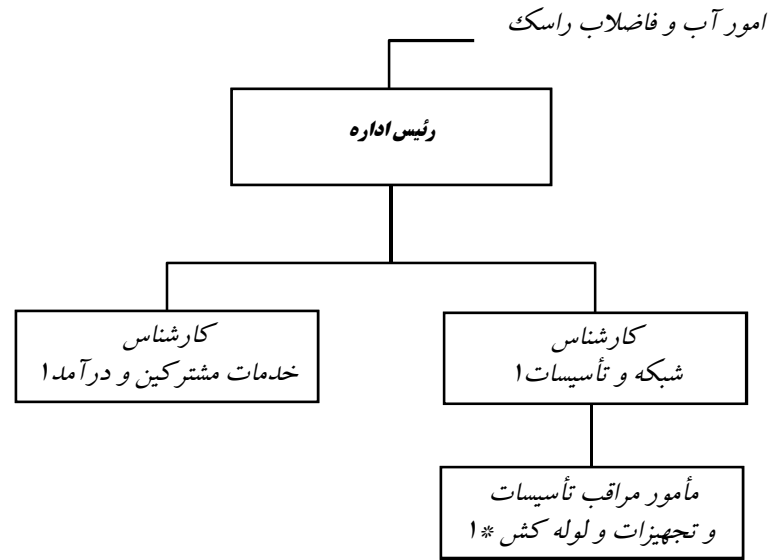 امور آب و فاضلاب راسک
رئیس اداره
کارشناس
شبکه و تأسیسات۱
کارشناس
خدمات مشترکین و درآمد۱
مأمور مراقب تأسیسات
و تجهیزات و لوله کش *۱